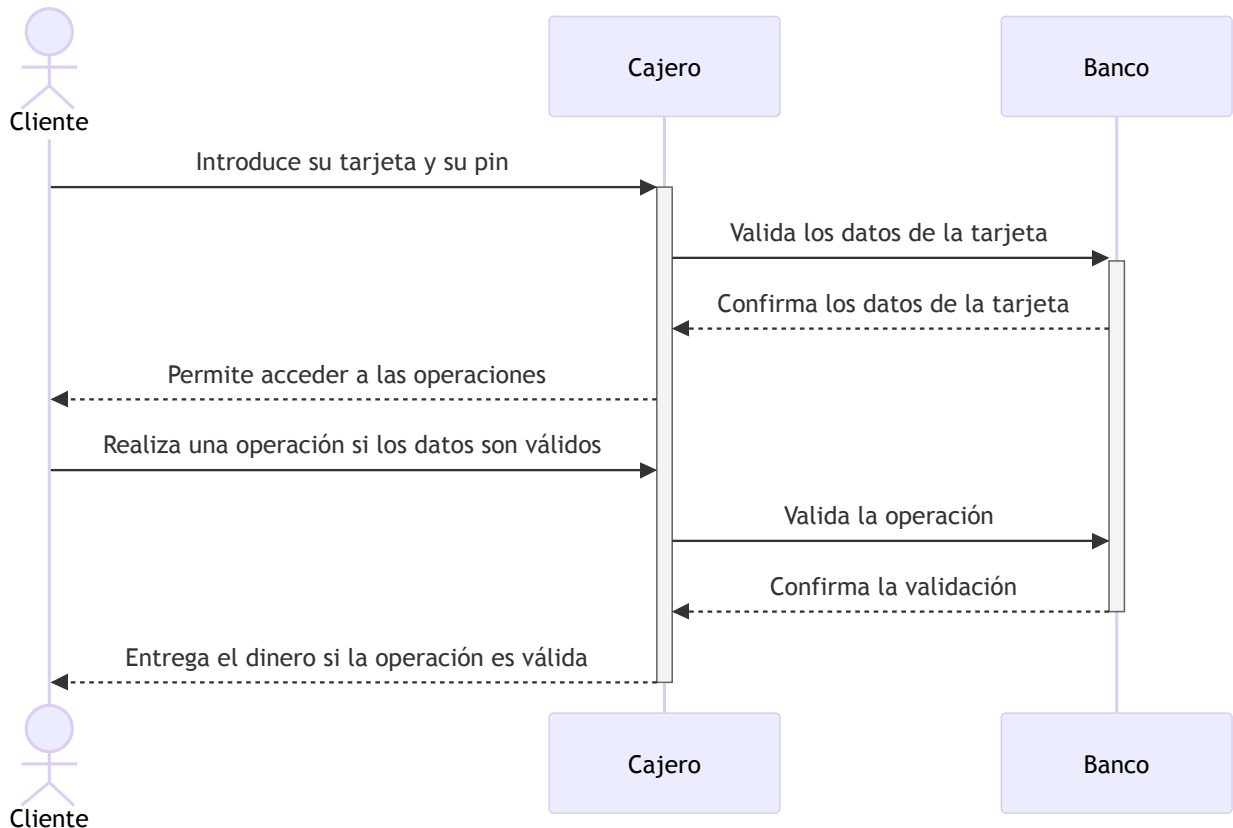 Cliente
Cajero
Banco
Introduce su tarjeta y su pin
Valida los datos de la tarjeta
Confirma los datos de la tarjeta
Permite acceder a las operaciones
Realiza una operación si los datos son válidos
Valida la operación
Confirma la validación
Entrega el dinero si la operación es válida
Cliente
Cajero
Banco